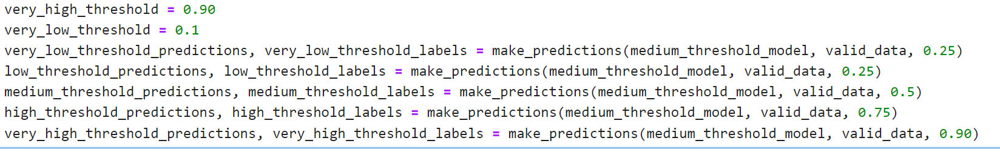 very_high_threshold = 0.90
very_low_threshold = 0.1
very_low_threshold_predictions, very_low_threshold_labels = make_predictions(medium_threshold_model, valid_data, 0.25)
low_threshold_predictions, low_threshold_labels = make_predictions(medium_threshold_model, valid_data, 0.25)
medium_threshold_predictions, medium_threshold_labels = make_predictions(medium_threshold_model, valid_data, 0.5)
high_threshold_predictions, high_threshold_labels = make_predictions(medium_threshold_model, valid_data, 0.75)
very_high_threshold_predictions, very_high_threshold_labels = make_predictions(medium_threshold_model, valid_data, 0.90)